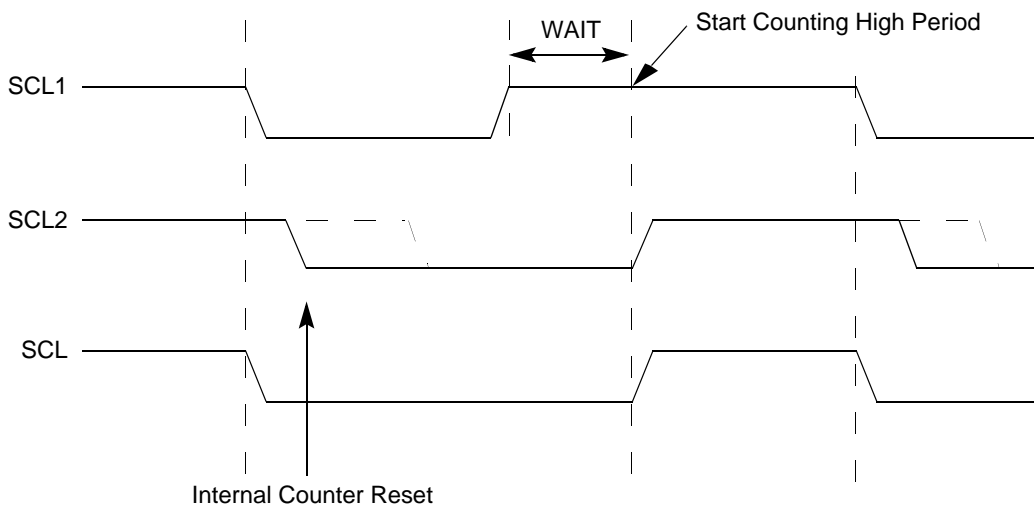 WAIT
Start Counting High Period
SCL1
SCL2
SCL
Internal Counter Reset